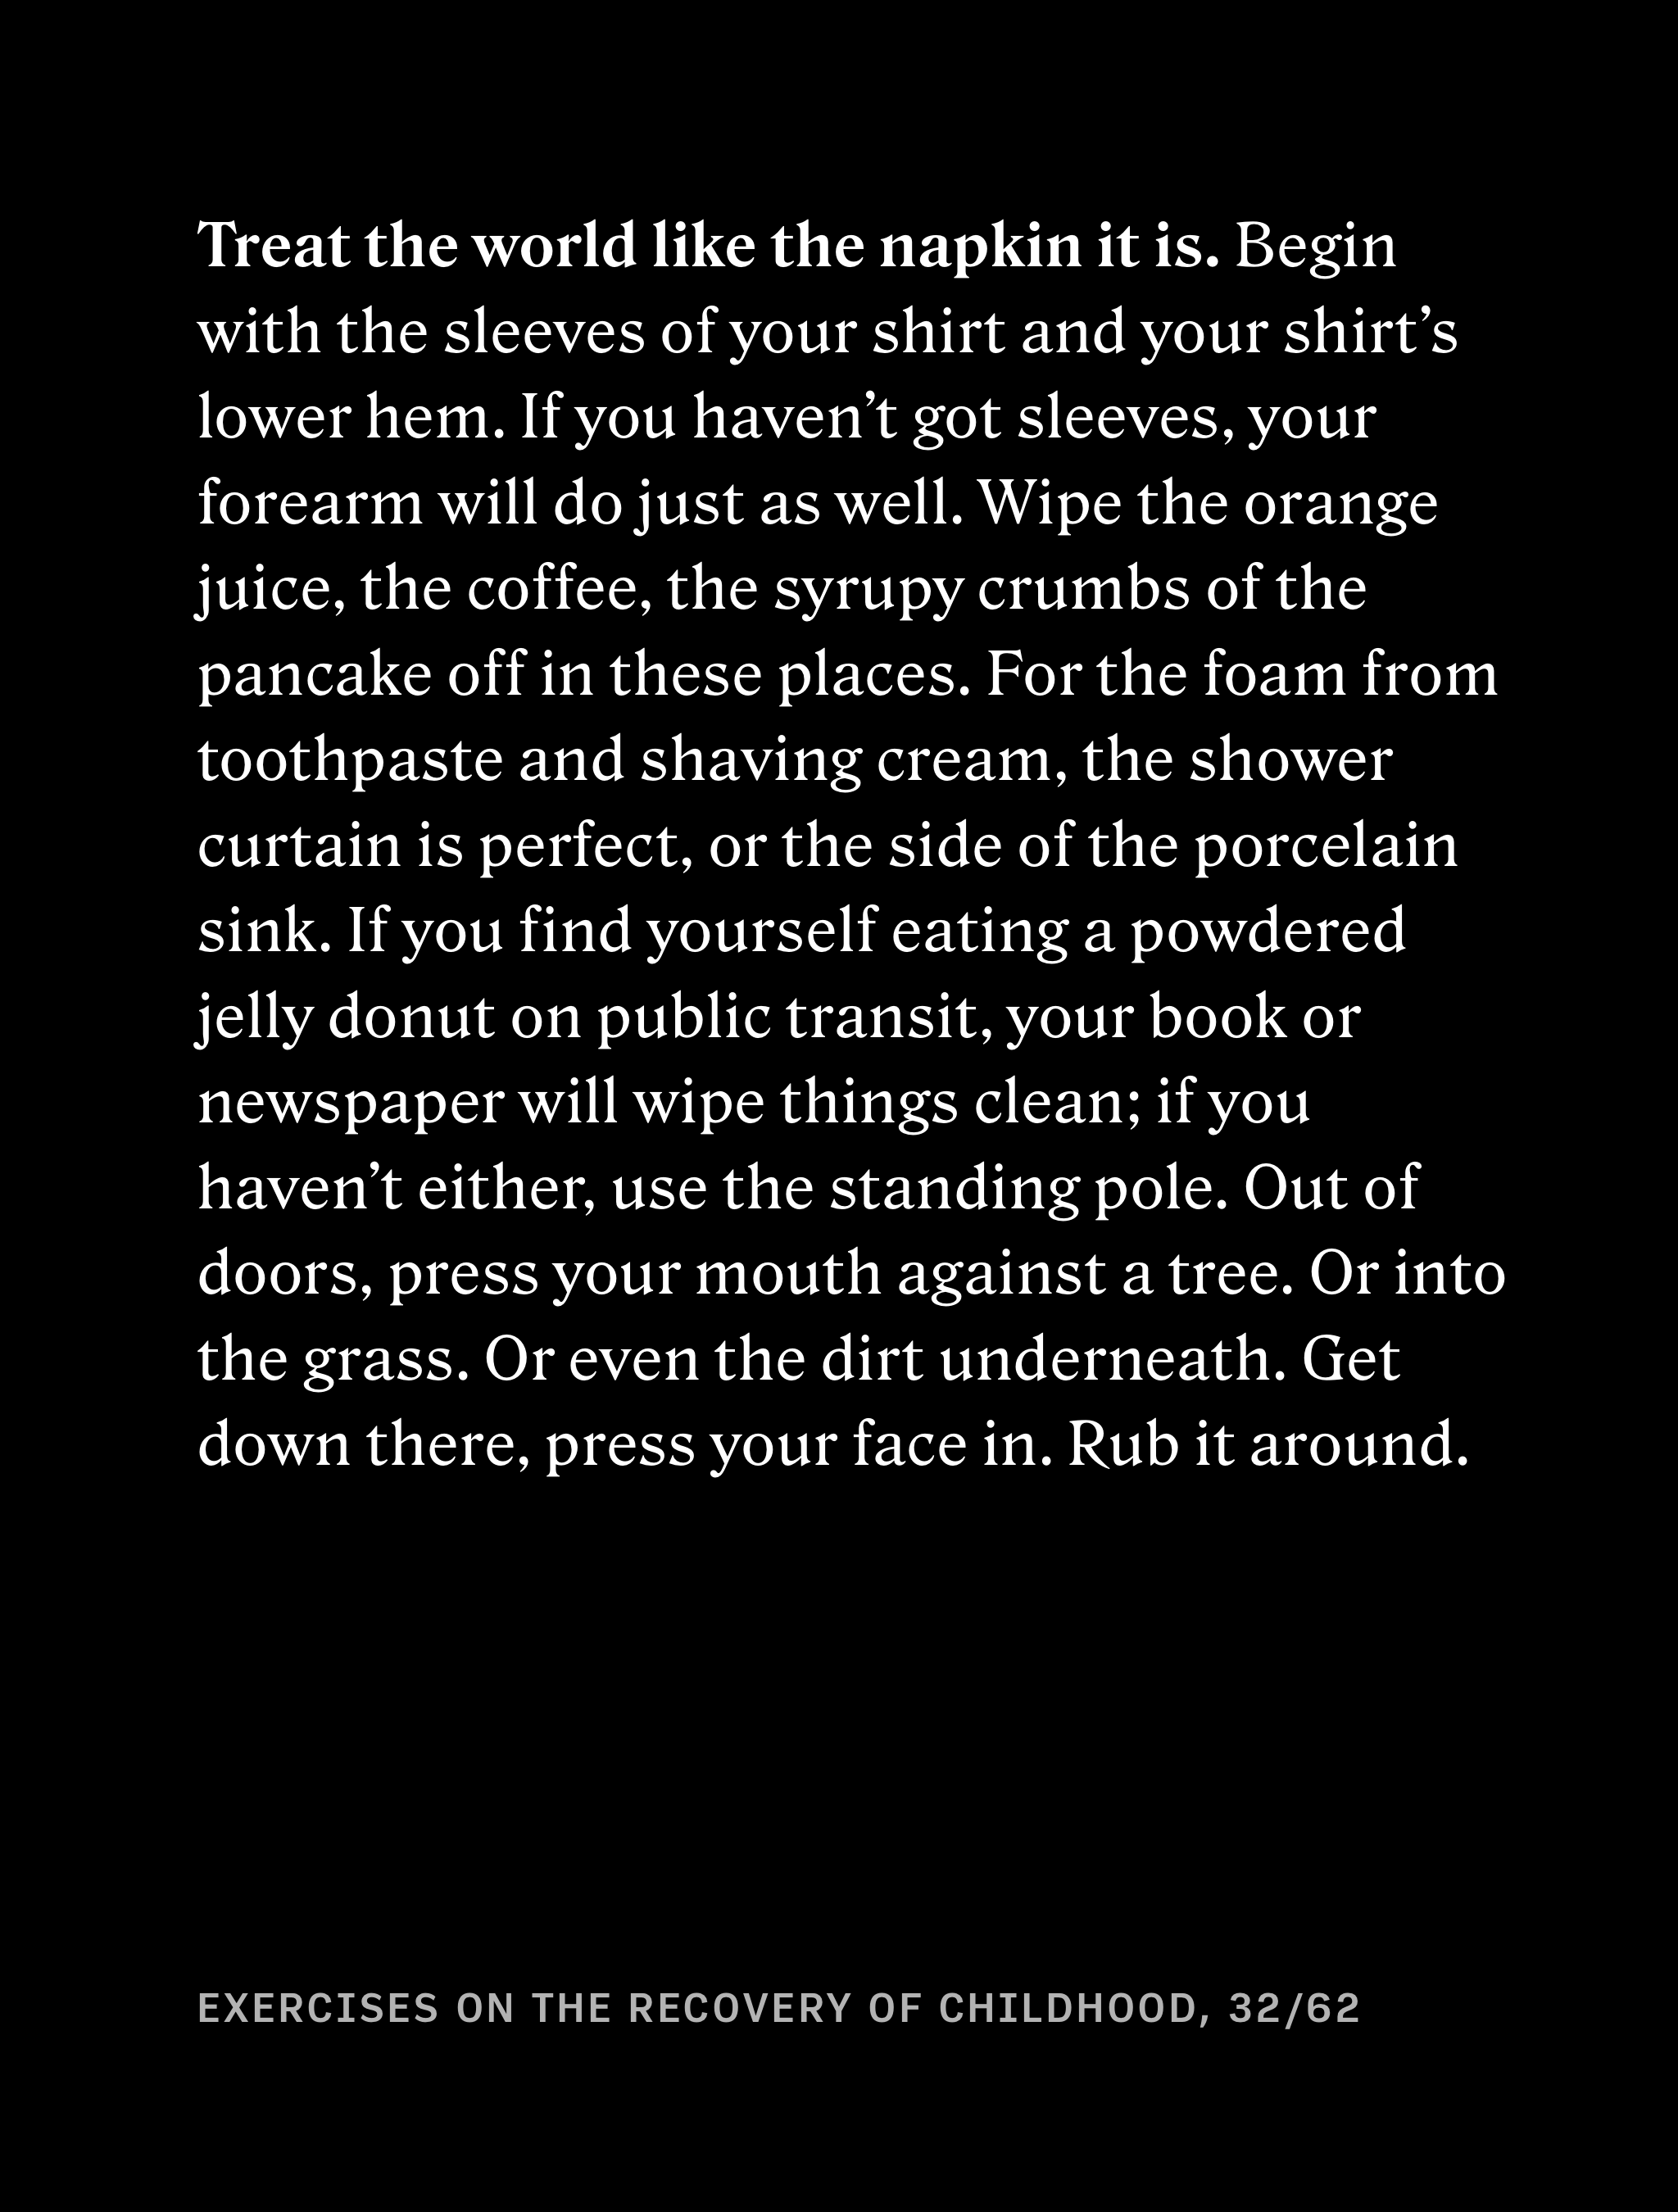 Treat the world like the napkin it is. Begin
with the sleeves of your shirt and your shirt’s
lower hem. If you haven’t got sleeves, your
forearm will do just as well. Wipe the orange
juice, the coffee, the syrupy crumbs of the
pancake off in these places. For the foam from
toothpaste and shaving cream, the shower
curtain is perfect, or the side of the porcelain
sink. If you find yourself eating a powdered
jelly donut on public transit, your book or
newspaper will wipe things clean; if you
haven’t either, use the standing pole. Out of
doors, press your mouth against a tree. Or into
the grass. Or even the dirt underneath. Get
down there, press your face in. Rub it around.
EXERCISES ON THE RECOVERY OF CHILDHOOD, 32/62